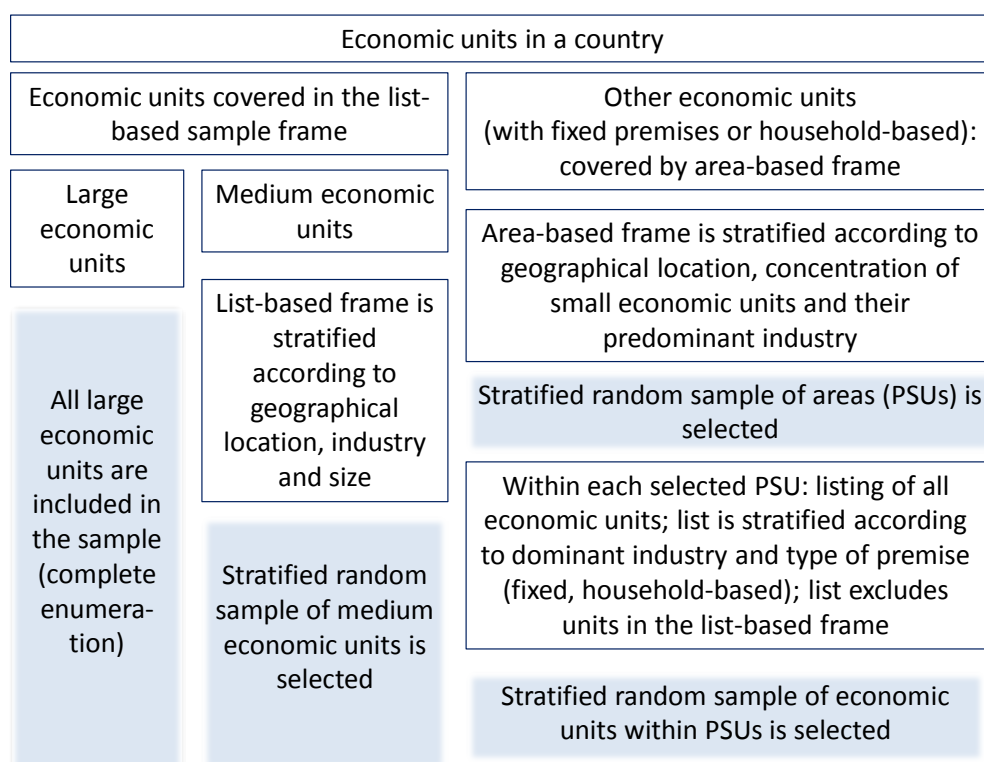 Economic units in a country
Economic units covered in the list-
based sample frame
Large
economic
units
All large
economic
units are
included in
the sample
(complete
enumera-
tion)
Medium economic
units
List-based frame is
stratified
according to
geographical
location, industry
and size
Stratified random
sample of medium
economic units is
selected
Other economic units
(with fixed premises or household-based):
covered by area-based frame
Area-based frame is stratified according to
geographical location, concentration of
small economic units and their
predominant industry
Stratified random sample of areas (PSUs) is
selected
Within each selected PSU: listing of all
economic units; list is stratified according
to dominant industry and type of premise
(fixed, household-based); list excludes
units in the list-based frame
Stratified random sample of economic
units within PSUs is selected